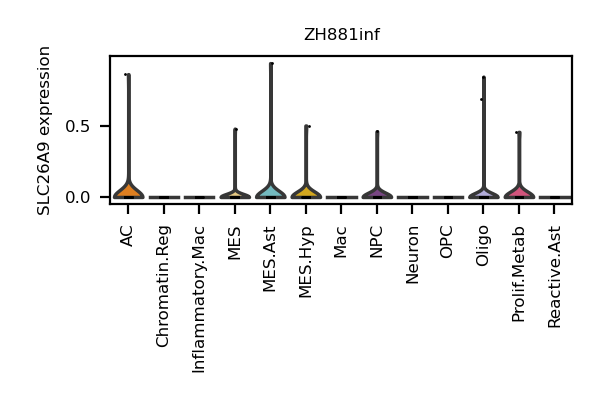 ZH881inf
SLC26A9 expression
0.5
0.0
AC
Chromatin.Reg
Inflammatory.Mac
MES
MES.Ast
MES.Hyp
Mac
NPC
Neuron
OPC
Oligo
Prolif.Metab
Reactive.Ast